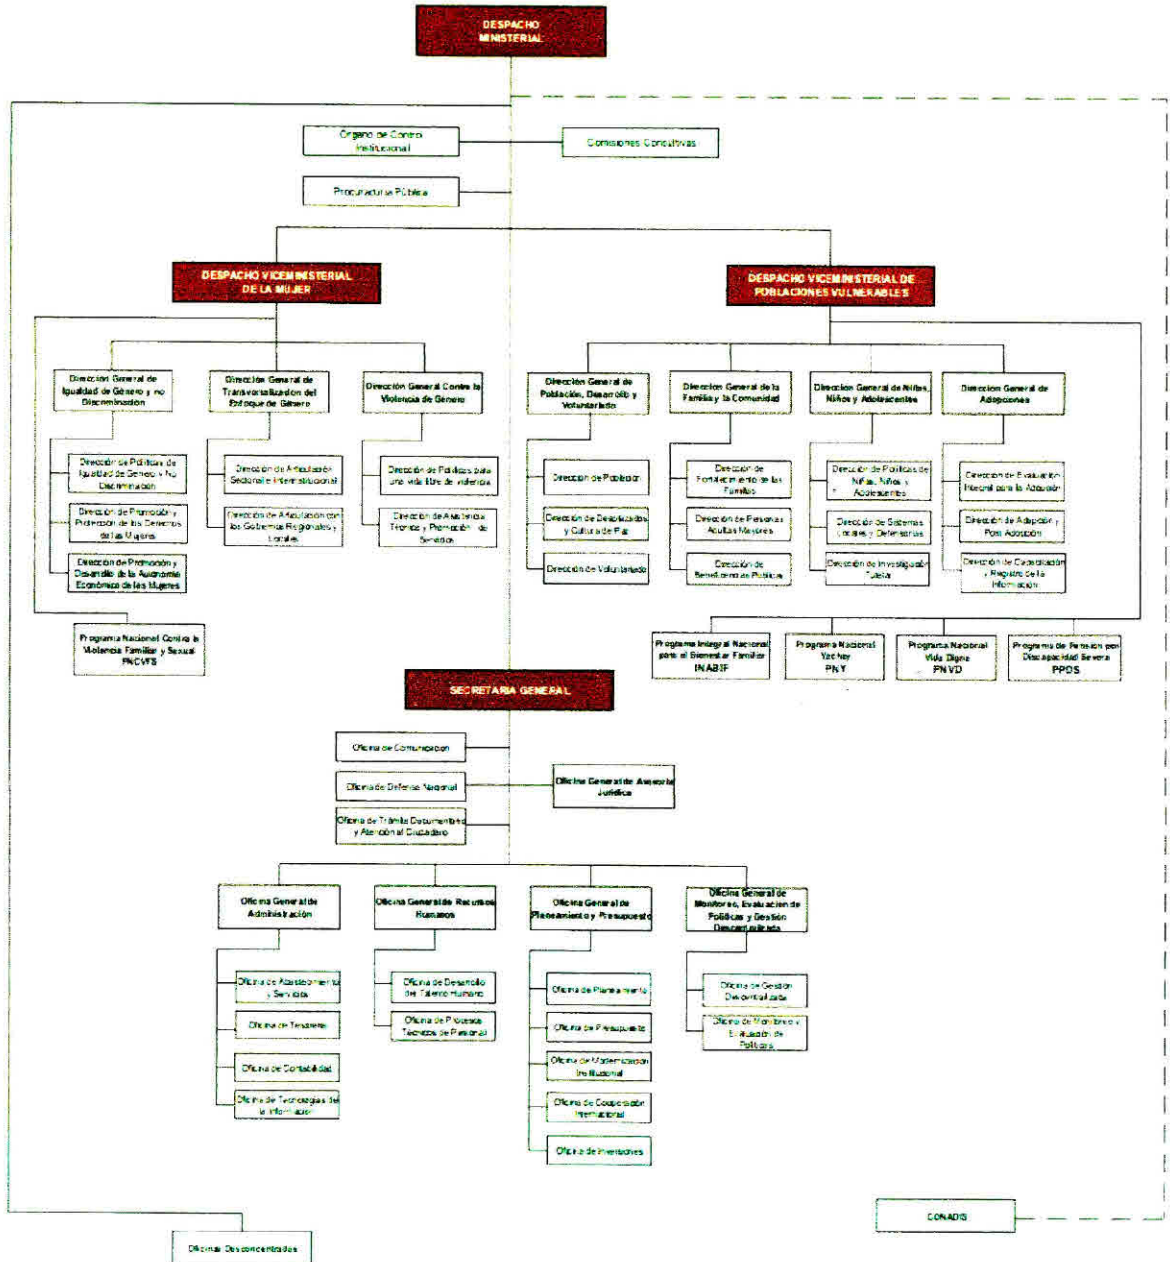 DESPACHO
MINISTERIAL
Organo de Contro
Institucional
Comisiones Consultivas
Procuraduría Pública
DESPACHO VICEMINISTERIAL
DE LA MUJER
DESPACHO VICEMINISTERIAL DE
POBLACIONES VULNERABLES
Dirección General de
Igualdad de Género y no
Discriminación
Dirección General de
Transversalización del
Enfoque de Género
Dirección General Contra la
Violencia de Género
Dirección General de
Población, Desarrollo y
Voluntariado
Dirección General de la
Familia y la Comunidad
Dirección General de Niñas,
Niños y Adolescentes
Dirección General de
Adopciones
Dirección de Políticas de
Igualdad de Género y No
Discriminación
Dirección de Promoción y
Protección de los Derechos
de las Mujeres
Dirección de Promoción y
Desarrollo de la Autonomía
Económica de las Mujeres
Dirección de Articulación
Sectorial e Interinstitucional
Dirección de Articulación con
los Gobiernos Regionales y
Locales
Dirección de Políticas para
una vida libre de violencia
Dirección de Asistencia
Técnica y Promoción de
Servicios
Dirección de Población
Dirección de Desplazados
y Cultura de Paz
Dirección de Voluntariado
Dirección de
Fortalecimiento de las
Familias
Dirección de Personas
Adultas Mayores
Dirección de
Beneficencias Públicas
Dirección de Políticas de
Niñas, Niños y
Adolescentes
Dirección de Sistemas
Locales y Defensorías
Dirección de Investigación
Tutelar
Dirección de Evaluación
Integral para la Adopción
Dirección de Adopción y
Post Adopción
Dirección de Capacitación
y Registro de la
Información
Programa Nacional Contra la
Violencia Familiar y Sexual
PNCVFS
Programa Integral Nacional
para el Bienestar Familiar
INABIF
Programa Nacional
Yachay
PNY
Programa Nacional
Vida Digna
PNVD
Programa de Pensión por
Discapacidad Severa
PPDS
SECRETARIA GENERAL
Oficina de Comunicación
Oficina de Defensa Nacional
Oficina General de Asesoría
Jurídica
Oficina de Trámite Documentario
y Atención al Ciudadano
Oficina General de
Administración
Oficina General de Recursos
Humanos
Oficina General de
Planeamiento y Presupuesto
Oficina General de
Monitoreo, Evaluación de
Políticas y Gestión
Descentralizada
Oficina de Abastecimiento
y Servicios
Oficina de Tesorería
Oficina de Contabilidad
Oficina de Tecnologías de
la Información
Oficina de Desarrollo
del Talento Humano
Oficina de Procesos
Técnicos de Personal
Oficina de Planeamiento
Oficina de Presupuesto
Oficina de Modernización
Institucional
Oficina de Cooperación
Internacional
Oficina de Inversiones
Oficina de Gestión
Descentralizada
Oficina de Monitoreo y
Evaluación de
Políticas
CONADIS
Oficinas Desconcentradas